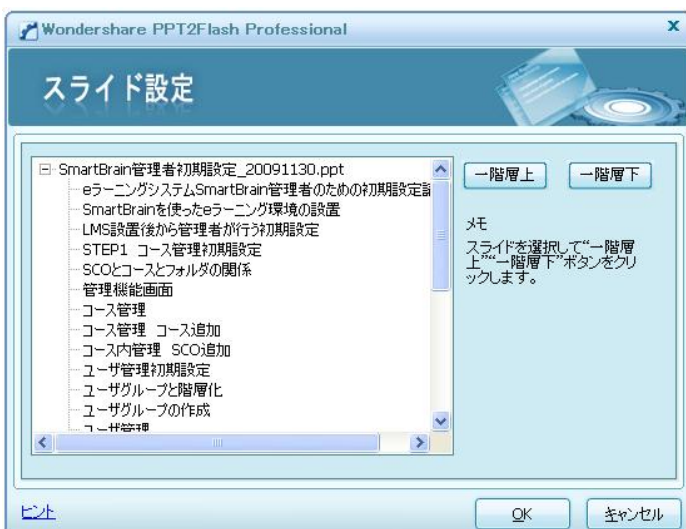 Wondershare PPT2Flash Professional
スライド設定
SmartBrain管理者初期設定_20091130.ppt
eラーニングシステムSmartBrain管理者のための初期設定
SmartBrainを使ったeラーニング環境の設置
LMS設置後から管理者が行う初期設定
STEP1 コース管理初期設定
SCOとコースとフォルダの関係
管理機能画面
コース管理
コース管理 コース追加
コース内管理 SCO追加
ユーザ管理初期設定
ユーザグループと階層化
ユーザグループの作成
ユーザ管理
一階層上 一階層下
メモ
スライドを選択して“一階層
上”“一階層下”ボタンをクリ
ックします。
ヒント
OK キャンセル